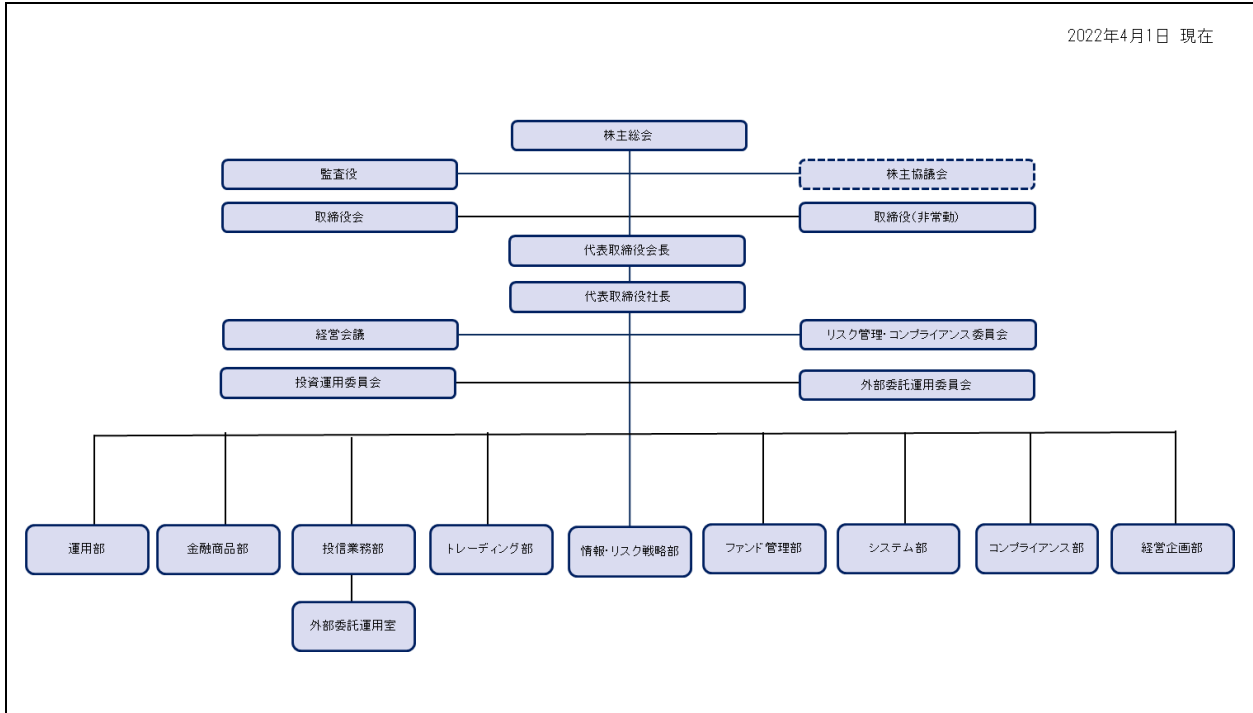 2022年4月1日 現在
株主総会
監査役
株主協議会
取締役会
取締役(非常勤)
代表取締役会長
代表取締役社長
経営会議
リスク管理・コンプライアンス委員会
投資運用委員会
外部委託運用委員会
運用部
金融商品部
投信業務部
トレーディング部
情報・リスク戦略部
ファンド管理部
システム部
コンプライアンス部
経営企画部
外部委託運用室